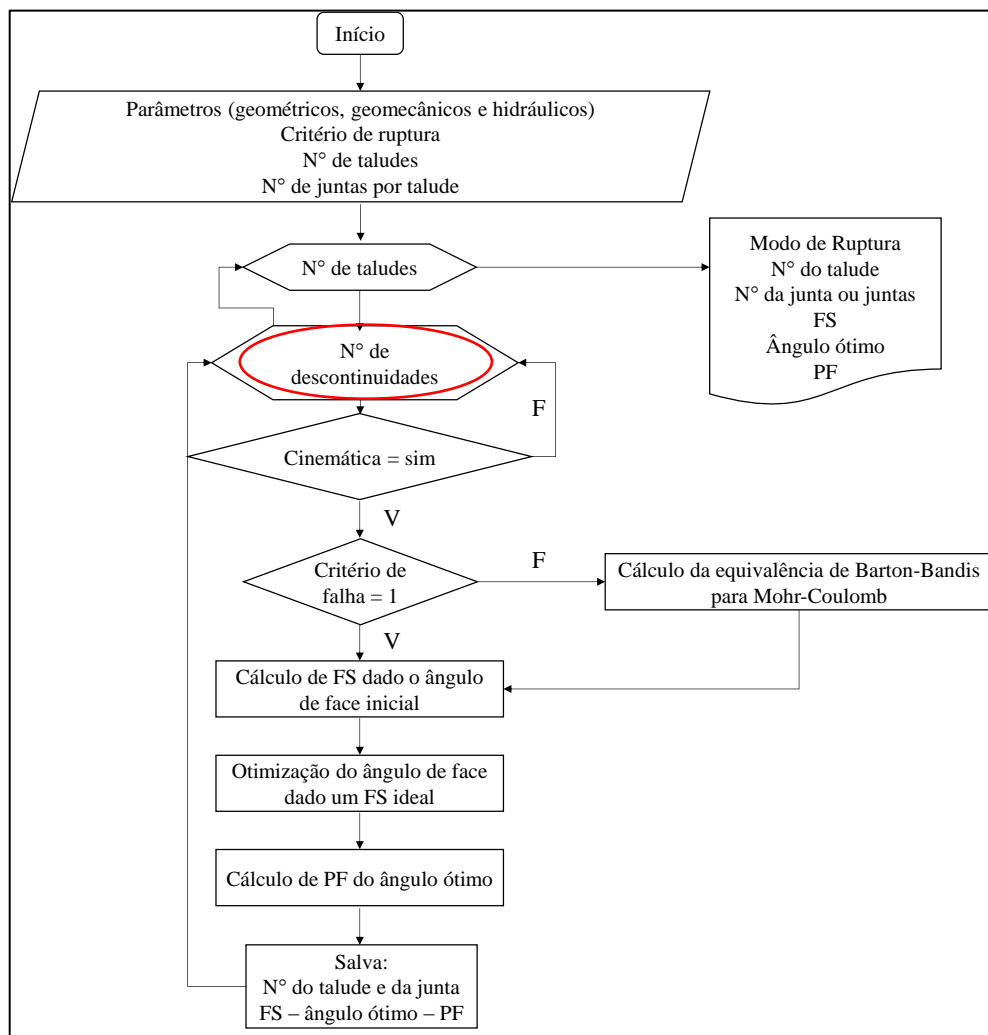 Início
Parâmetros (geométricos, geomecânicos e hidráulicos)
Critério de ruptura
N° de taludes
N° de juntas por talude
N° de taludes
Modo de Ruptura
N° do talude
N° da junta ou juntas
FS
Ângulo ótimo
PF
N° de
descontinuidades
F
Cinemática = sim
V
Critério de
falha = 1
F
Cálculo da equivalência de Barton-Bandis
para Mohr-Coulomb
V
Cálculo de FS dado o ângulo
de face inicial
Otimização do ângulo de face
dado um FS ideal
Cálculo de PF do ângulo ótimo
Salva:
N° do talude e da junta
FS – ângulo ótimo – PF